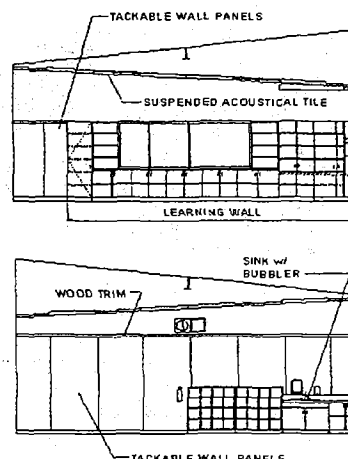 TACKABLE WALL PANELS
SUSPENDED ACOUSTICAL TILE
LEARNING WALL
SINK w/
BUBBLER
WOOD TRIM
TACKABLE WALL PANELS